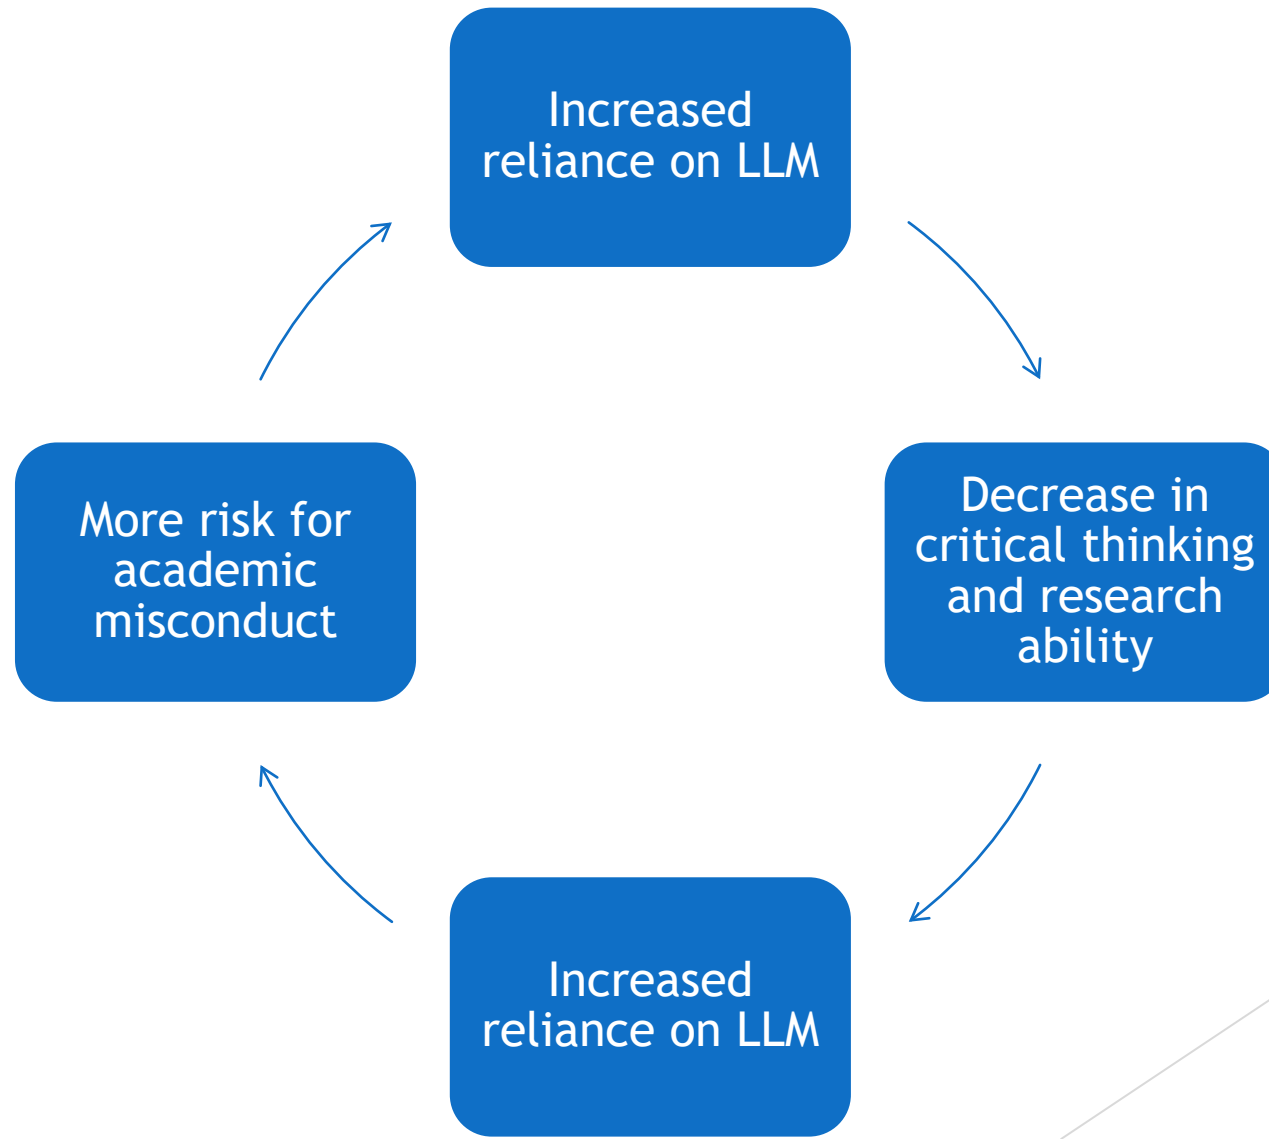 Increased
reliance on LLM
Decrease in
critical thinking
and research
ability
Increased
reliance on LLM
More risk for
academic
misconduct